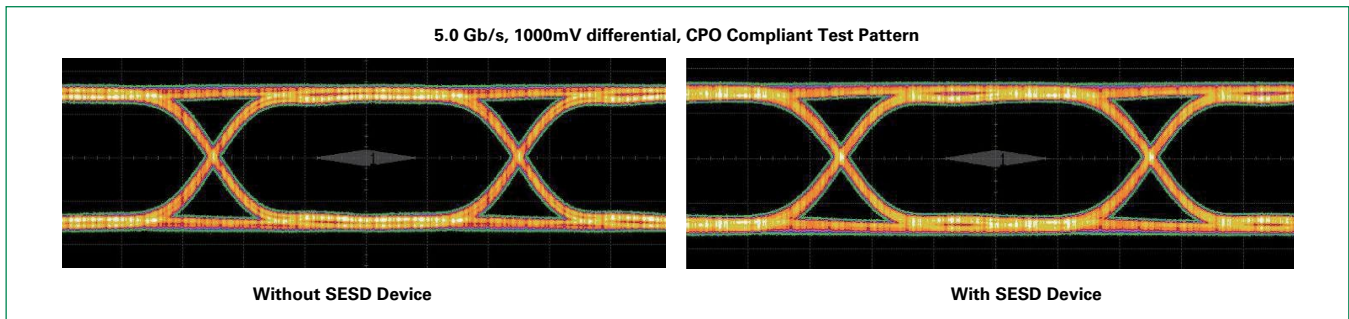 5.0 Gb/s, 1000mV differential, CPO Compliant Test Pattern
Without SESD Device
With SESD Device